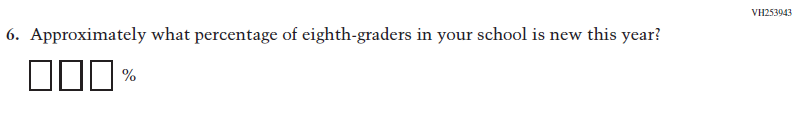 VH253943
6. Approximately what percentage of eighth-graders in your school is new this year?
%